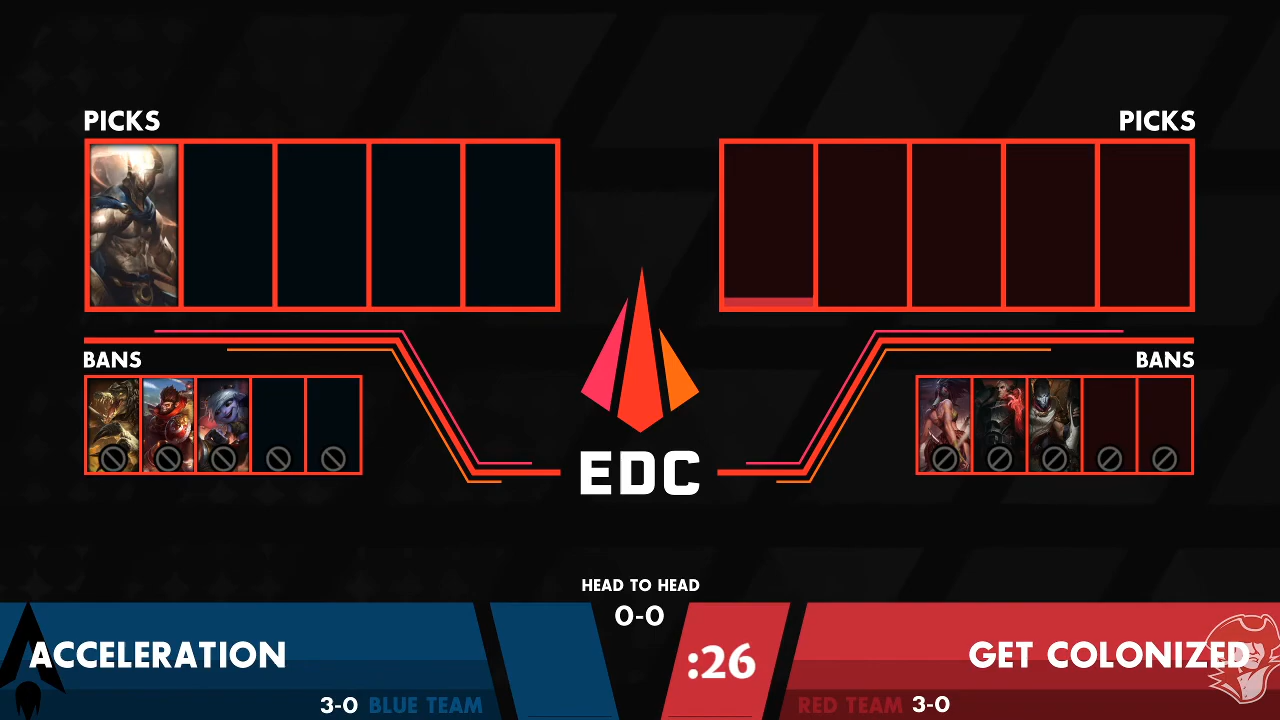 PICKS
PICKS
BANS
BANS
EDC
HEAD TO HEAD
0-0
ACCELERATION
:26
GET COLONIZED
3-0 BLUE TEAM
RED TEAM 3-0